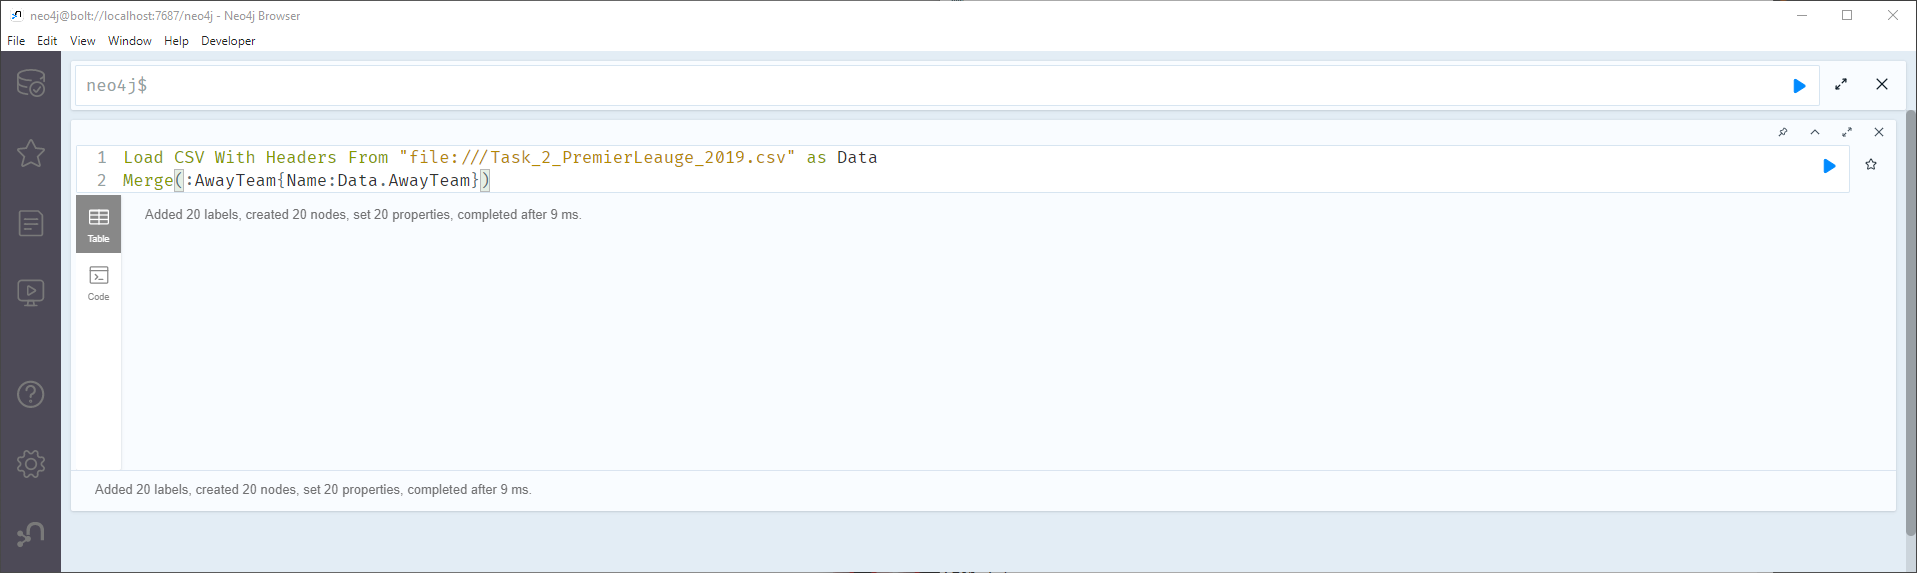 neo4j@bolt://localhost:7687/neo4j - Neo4j Browser
File Edit View Window Help Developer
neo4j$
1 Load CSV With Headers From "file:///Task_2_PremierLeauge_2019.csv" as Data
2 Merge(:AwayTeam{Name:Data.AwayTeam})
Added 20 labels, created 20 nodes, set 20 properties, completed after 9 ms.
Table
Code
Added 20 labels, created 20 nodes, set 20 properties, completed after 9 ms.